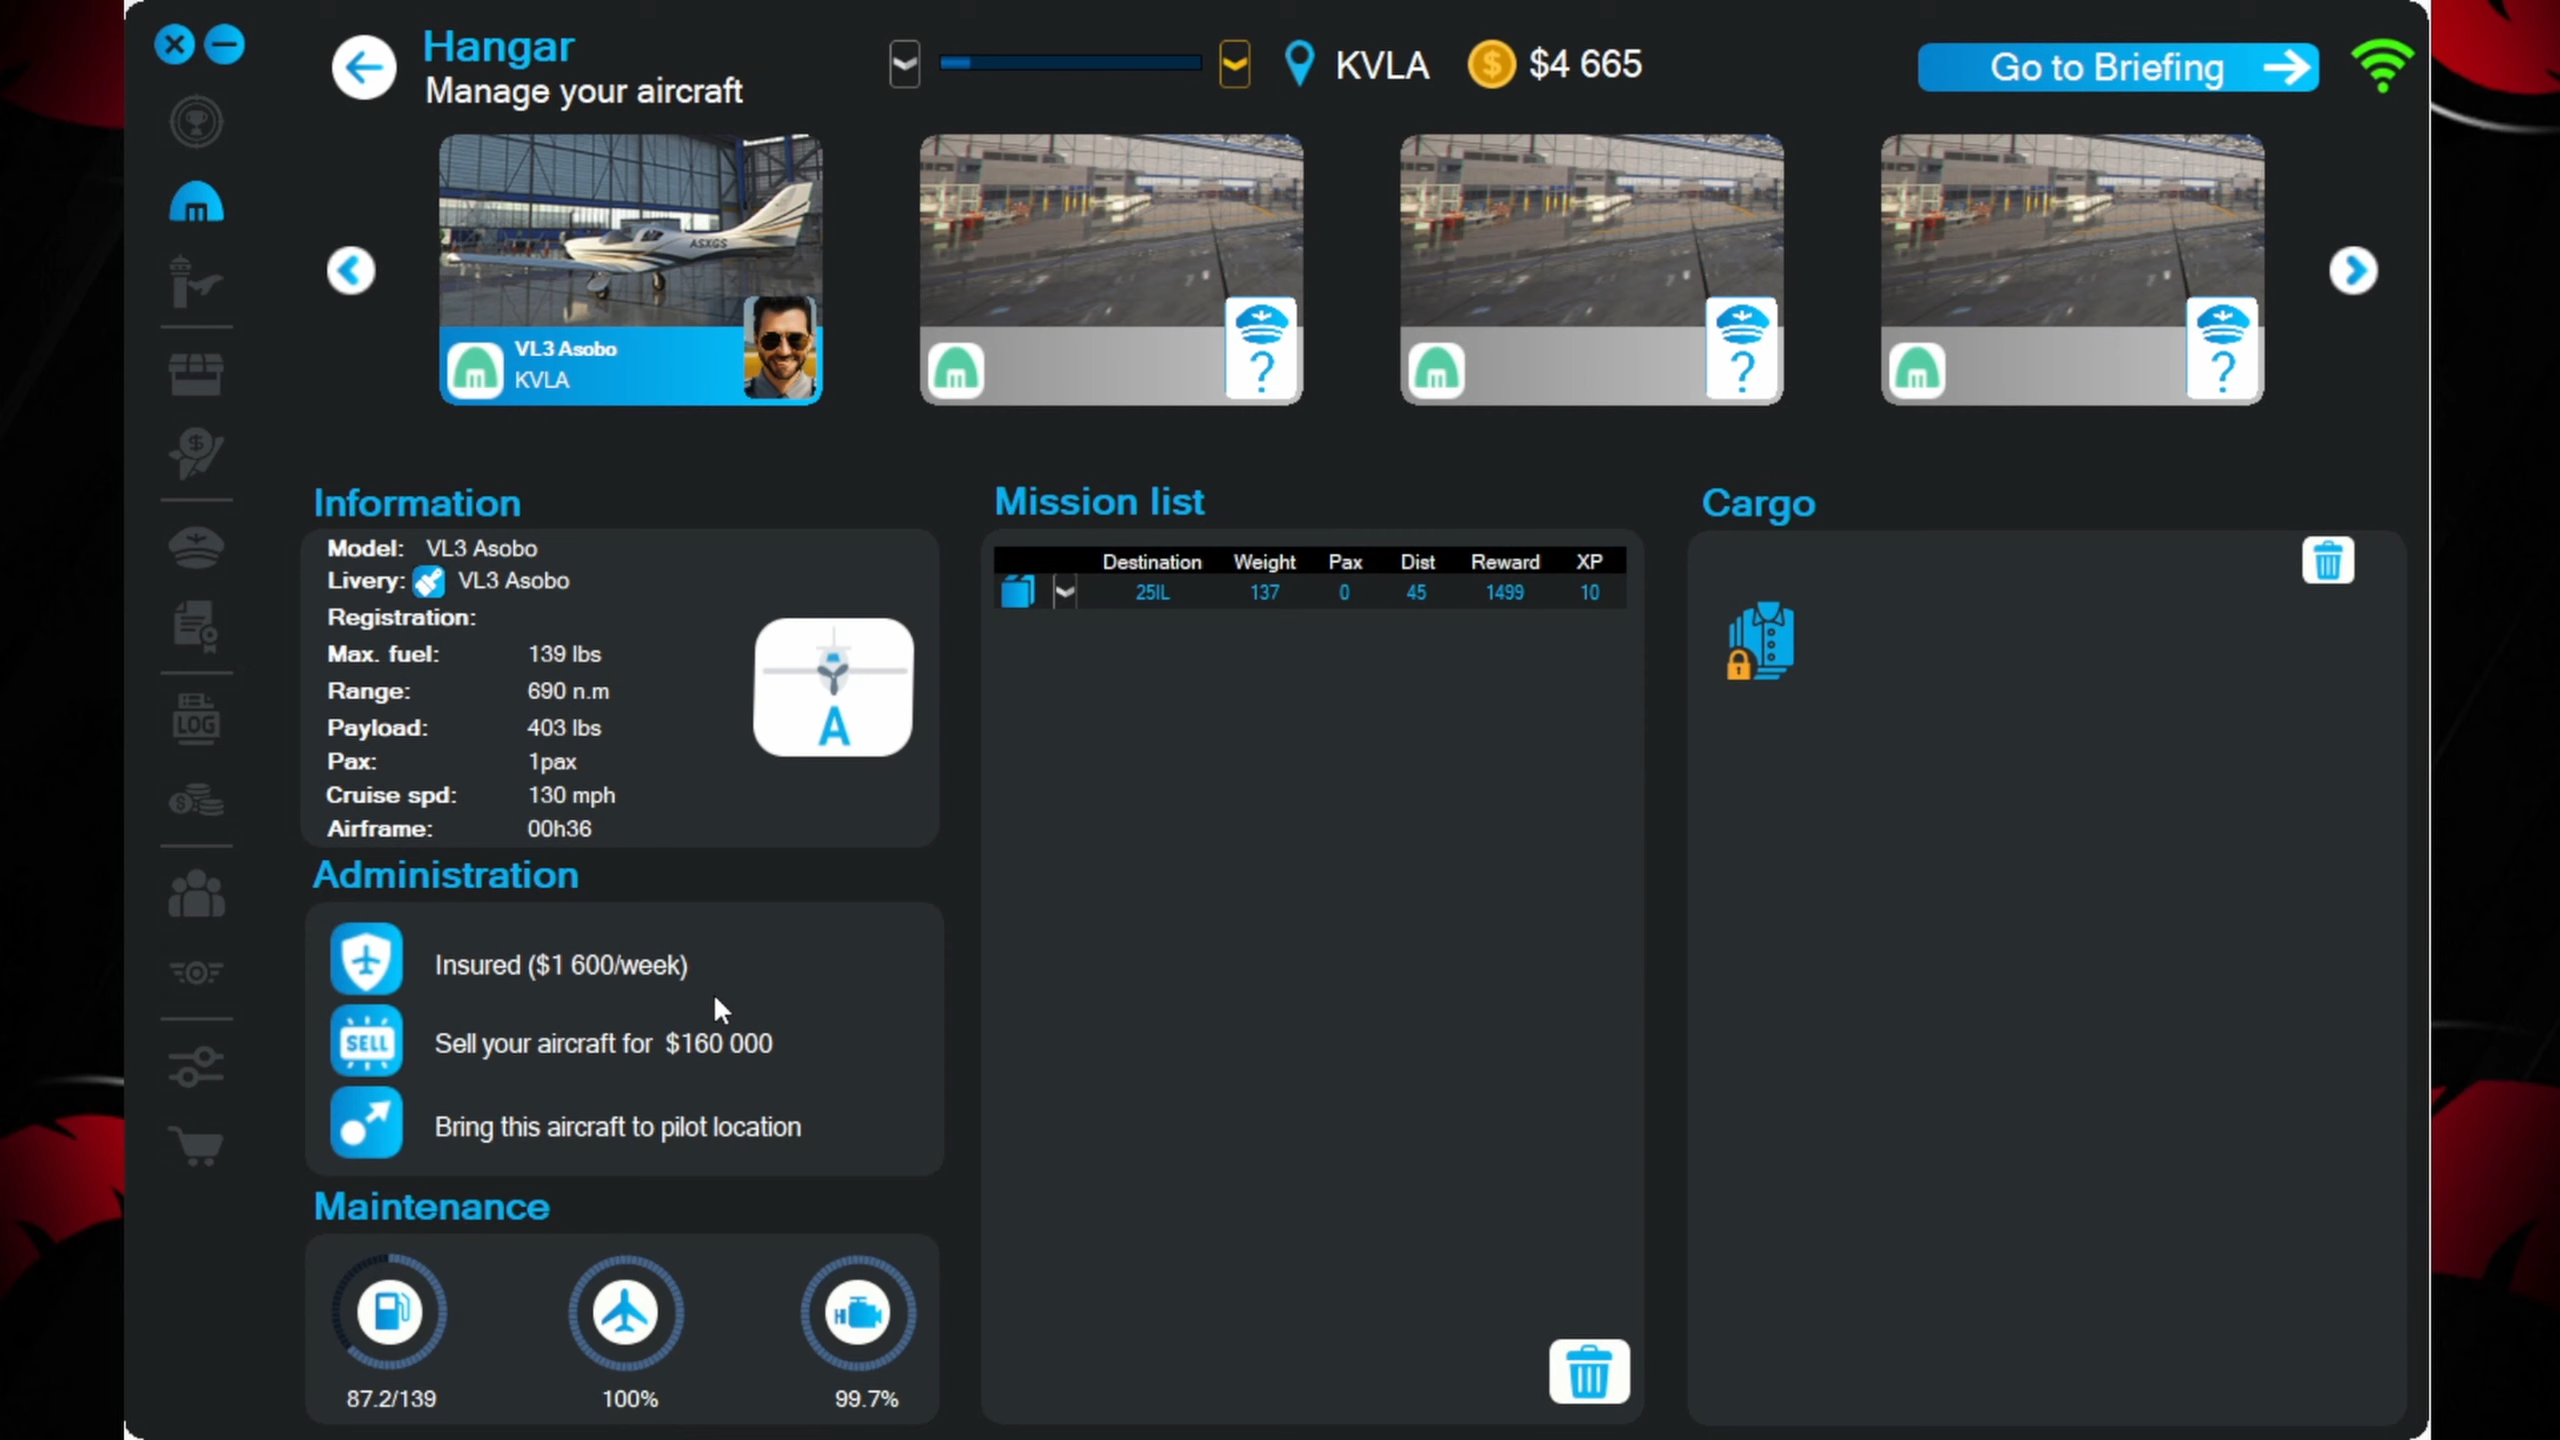 Hangar
Manage your aircraft
KVLA
$4 665
Go to Briefing
ASXGS
VL3 Asobo
KVLA
?
?
?
LOG
Information
Model: VL3 Asobo
Livery: VL3 Asobo
Registration:
Max. fuel: 139 lbs
Range: 690 n.m
Payload: 403 lbs
Pax: 1pax
Cruise spd: 130 mph
Airframe: 00h36
A
Administration
Insured ($1 600/week)
SELL
Sell your aircraft for $160 000
Bring this aircraft to pilot location
Maintenance
87.2/139
100%
99.7%
Mission list
Destination Weight Pax Dist Reward XP
25IL 137 0 45 1499 10
Cargo